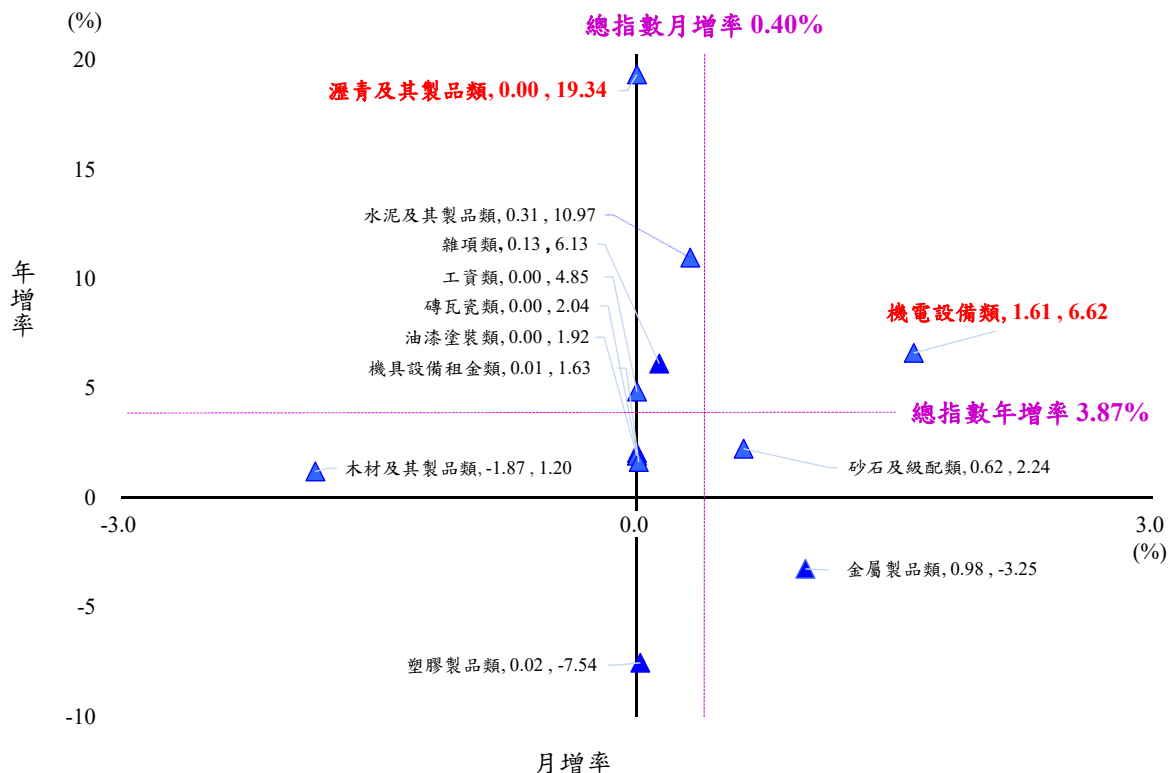 (%)
總指數月增率 0.40%
20
瀝青及其製品類, 0.00 , 19.34
15
水泥及其製品類, 0.31 , 10.97
雜項類, 0.13 , 6.13
年增率
10
工資類, 0.00 , 4.85
磚瓦瓷類, 0.00 , 2.04
機電設備類, 1.61 , 6.62
油漆塗裝類, 0.00 , 1.92
機具設備租金類, 0.01 , 1.63
5
總指數年增率 3.87%
木材及其製品類, -1.87 , 1.20
砂石及級配類, 0.62 , 2.24
0
-3.0
0.0
3.0
(%)
金屬製品類, 0.98 , -3.25
-5
塑膠製品類, 0.02 , -7.54
-10
月增率